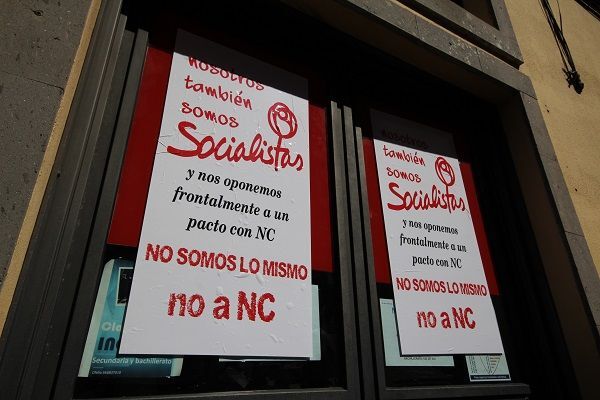 nosotros
también
somos
Socialistas
y nos oponemos
frontalmente a un
pacto con NC
NO SOMOS LO MISMO
no a NC
Secundaria y bachillerato
nosotros
también
somos
Socialistas
y nos oponemos
frontalmente a un
pacto con NC
NO SOMOS LO MISMO
no a NC